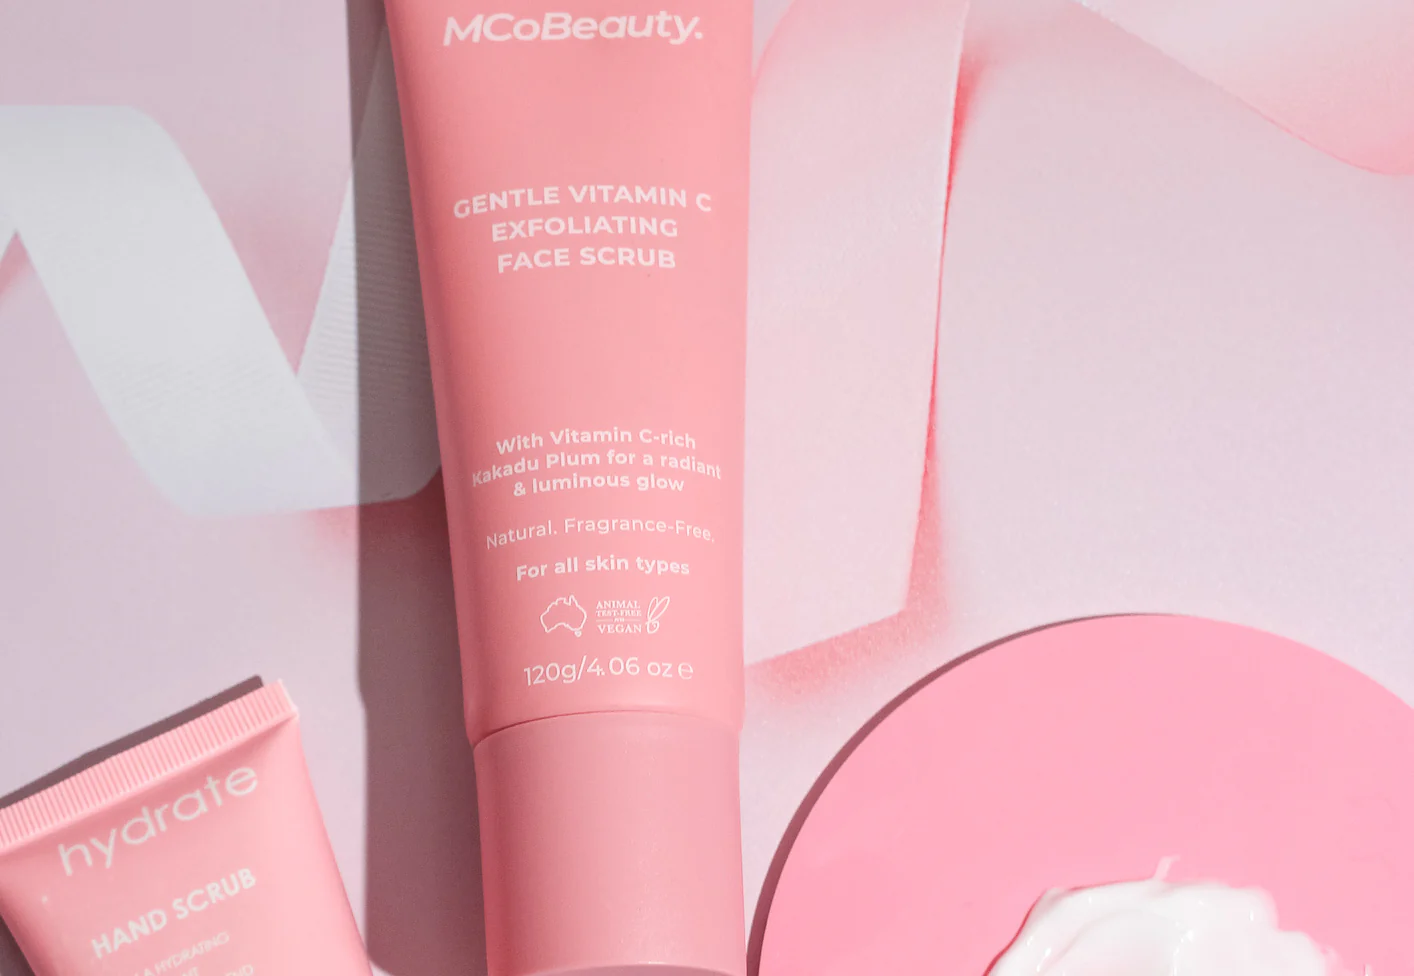 MCoBeauty.
GENTLE VITAMIN C
EXFOLIATING
FACE SCRUB
With Vitamin C-rich
Kakadu Plum for a radiant
& luminous glow
Natural. Fragrance-Free.
For all skin types
ANIMAL
TEST-FREE
VEGAN
120g/4.06 oz e
hydrate
HAND SCRUB
A HYDRATING